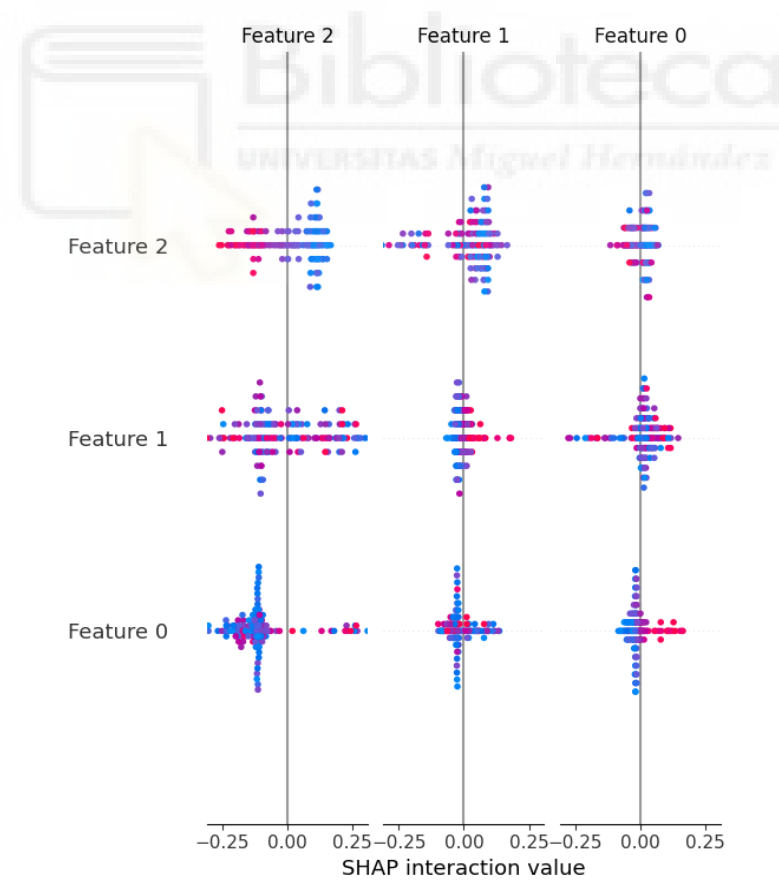 Biblioteca
UNIVERSITAS Miguel Hernández
Feature 2 Feature 1 Feature 0
Feature 2
Feature 1
Feature 0
−0.25 0.00 0.25 −0.25 0.00 0.25 −0.25 0.00 0.25
SHAP interaction value